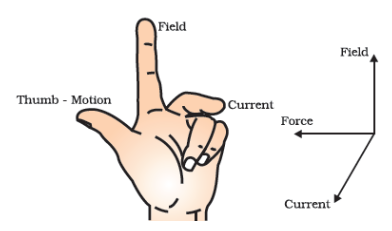 Field
Thumb - Motion
Current
Field
Force
Current